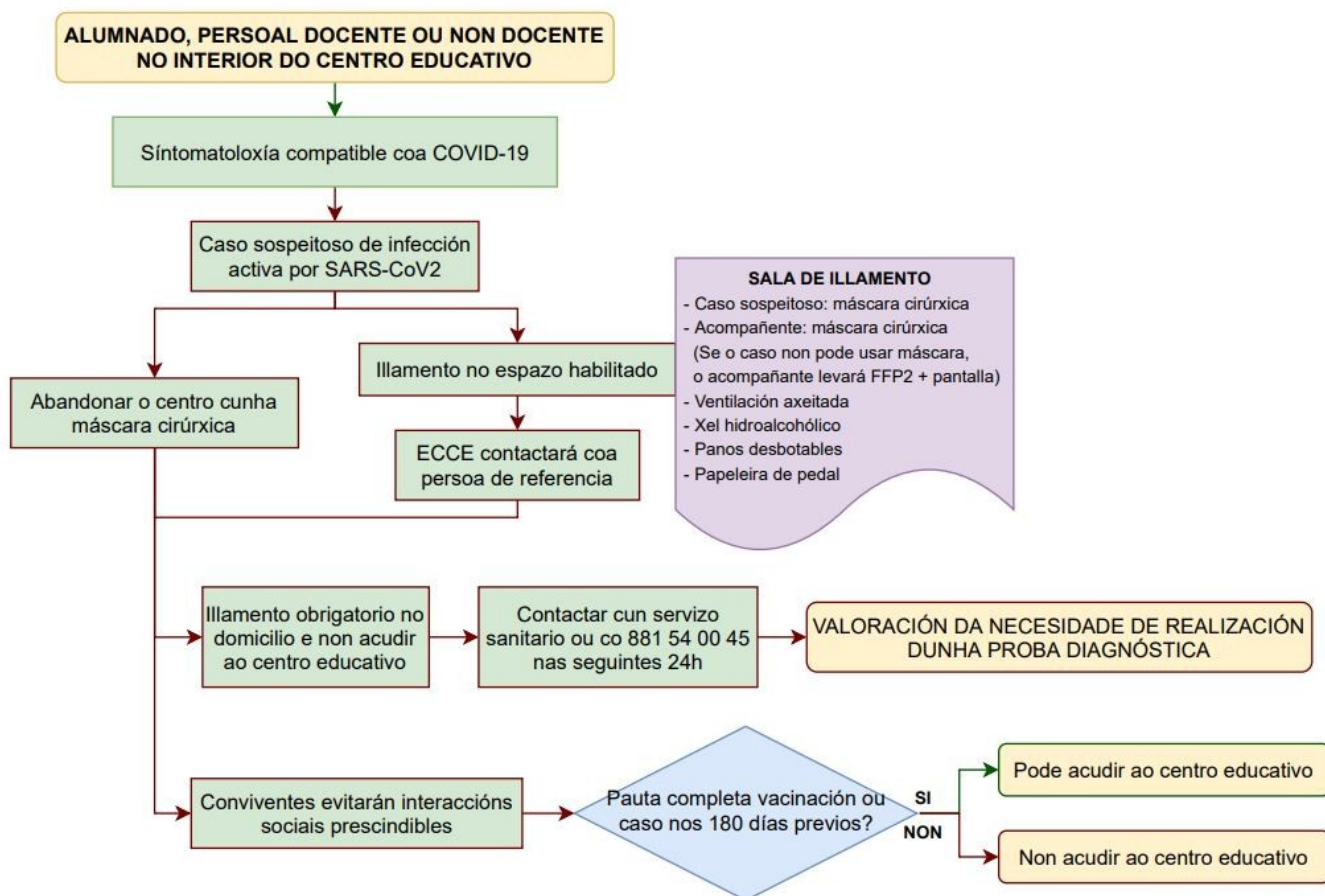 ALUMNADO, PERSOAL DOCENTE OU NON DOCENTE
NO INTERIOR DO CENTRO EDUCATIVO
Síntomatoloxía compatible coa COVID-19
Caso sospeitoso de infección
activa por SARS-CoV2
Abandonar o centro cunha
máscara cirúrxica
Illamento no espazo habilitado
ECCE contactará coa
persoa de referencia
SALA DE ILLAMENTO
- Caso sospeitoso: máscara cirúrxica
- Acompañente: máscara cirúrxica
(Se o caso non pode usar máscara,
o acompañante levará FFP2 + pantalla)
- Ventilación axeitada
- Xel hidroalcohólico
- Panos desbotables
- Papeleira de pedal
Illamento obrigatorio no
domicilio e non acudir
ao centro educativo
Contactar cun servizo
sanitario ou co 881 54 00 45
nas seguintes 24h
VALORACIÓN DA NECESIDADE DE REALIZACIÓN
DUNHA PROBA DIAGNÓSTICA
Conviventes evitarán interaccións
sociais prescindibles
Pauta completa vacinación ou
caso nos 180 días previos?
SI
NON
Pode acudir ao centro educativo
Non acudir ao centro educativo